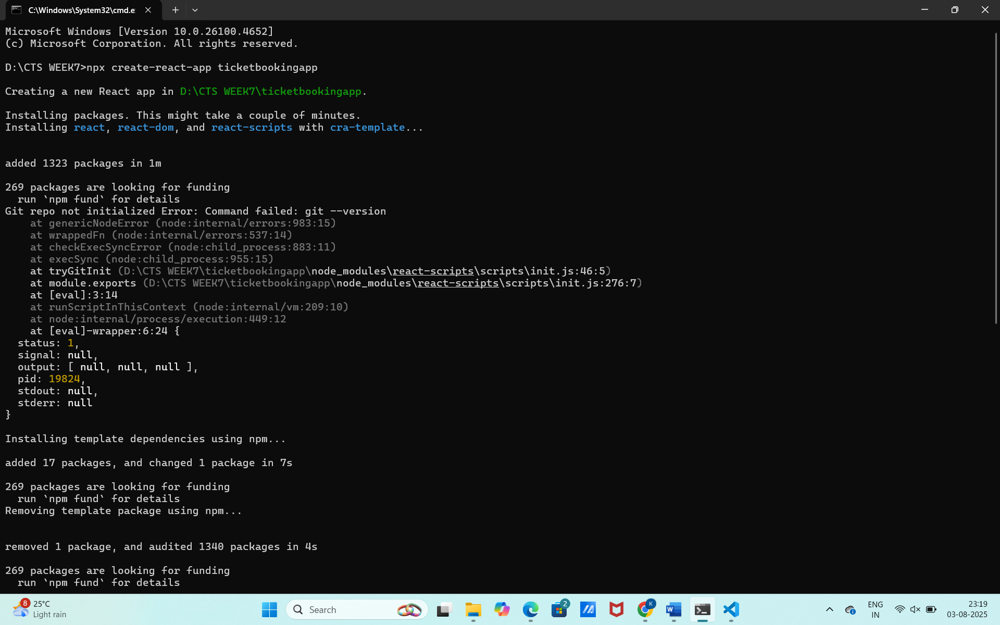 C:\Windows\System32\cmd.e
Microsoft Windows [Version 10.0.26100.4652]
(c) Microsoft Corporation. All rights reserved.
D:\CTS WEEK7>npx create-react-app ticketbookingapp
Creating a new React app in D:\CTS WEEK7\ticketbookingapp.
Installing packages. This might take a couple of minutes.
Installing react, react-dom, and react-scripts with cra-template...
added 1323 packages in 1m
269 packages are looking for funding
  run `npm fund` for details
Git repo not initialized Error: Command failed: git --version
    at genericNodeError (node:internal/errors:983:15)
    at wrappedFn (node:internal/errors:537:14)
    at checkExecSyncError (node:child_process:883:11)
    at execSync (node:child_process:955:15)
    at tryGitInit (D:\CTS WEEK7\ticketbookingapp\node_modules\react-scripts\scripts\init.js:46:5)
    at module.exports (D:\CTS WEEK7\ticketbookingapp\node_modules\react-scripts\scripts\init.js:276:7)
    at [eval]:3:14
    at runScriptInThisContext (node:internal/vm:209:10)
    at node:internal/process/execution:449:12
    at [eval]-wrapper:6:24 {
  status: 1,
  signal: null,
  output: [ null, null, null ],
  pid: 19824,
  stdout: null,
  stderr: null
}
Installing template dependencies using npm...
added 17 packages, and changed 1 package in 7s
269 packages are looking for funding
  run `npm fund` for details
Removing template package using npm...
removed 1 package, and audited 1340 packages in 4s
269 packages are looking for funding
  run `npm fund` for details
8
25°C
Light rain
Search
2
K
W
ENG
IN
23:19
03-08-2025